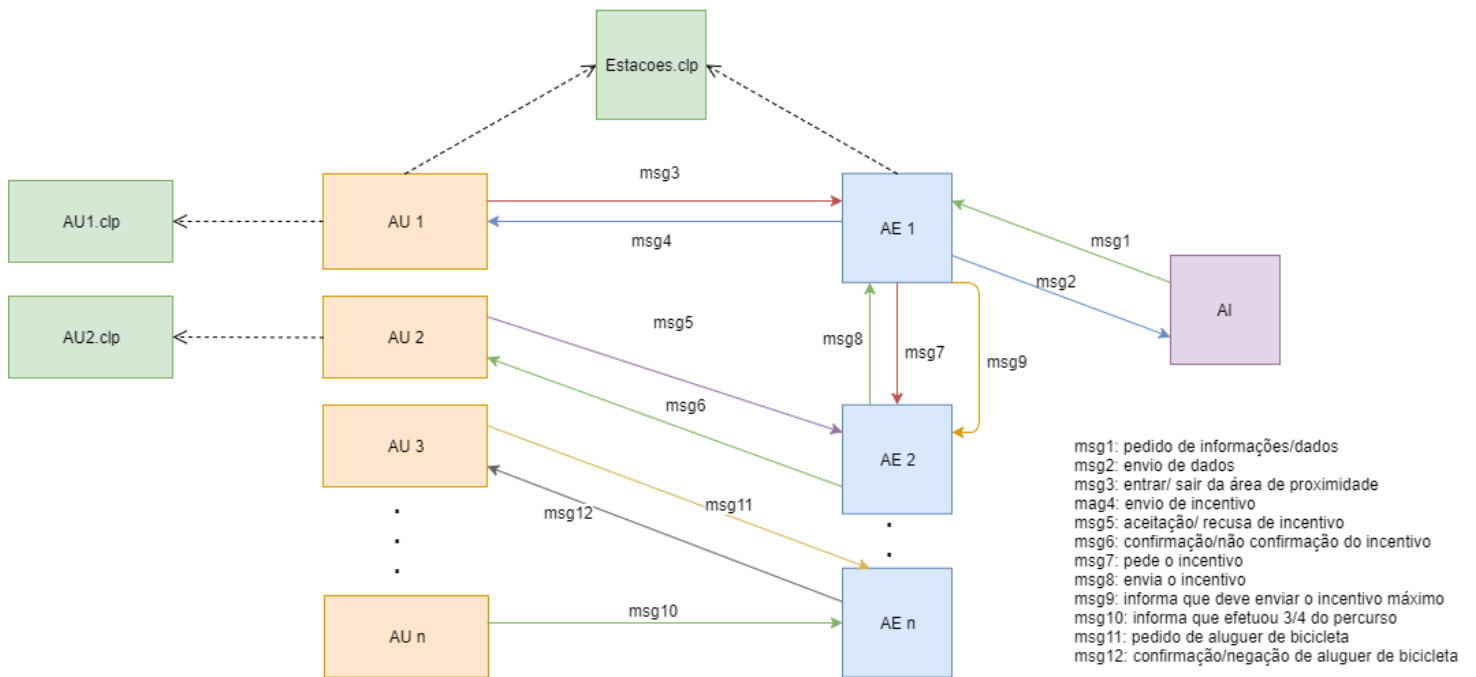 Estacoes.clp
msg3
AU1.clp
AU 1
AE 1
msg4
msg1
msg2
AU2.clp
AU 2
msg5
msg8
msg7
msg9
AI
msg6
AU 3
AE 2
msg11
msg12
msg10
AU n
AE n
msg1: pedido de informações/dados
msg2: envio de dados
msg3: entrar/ sair da área de proximidade
mag4: envio de incentivo
msg5: aceitação/ recusa de incentivo
msg6: confirmação/não confirmação do incentivo
msg7: pede o incentivo
msg8: envia o incentivo
msg9: informa que deve enviar o incentivo máximo
msg10: informa que efetuou 3/4 do percurso
msg11: pedido de aluguer de bicicleta
msg12: confirmação/negação de aluguer de bicicleta